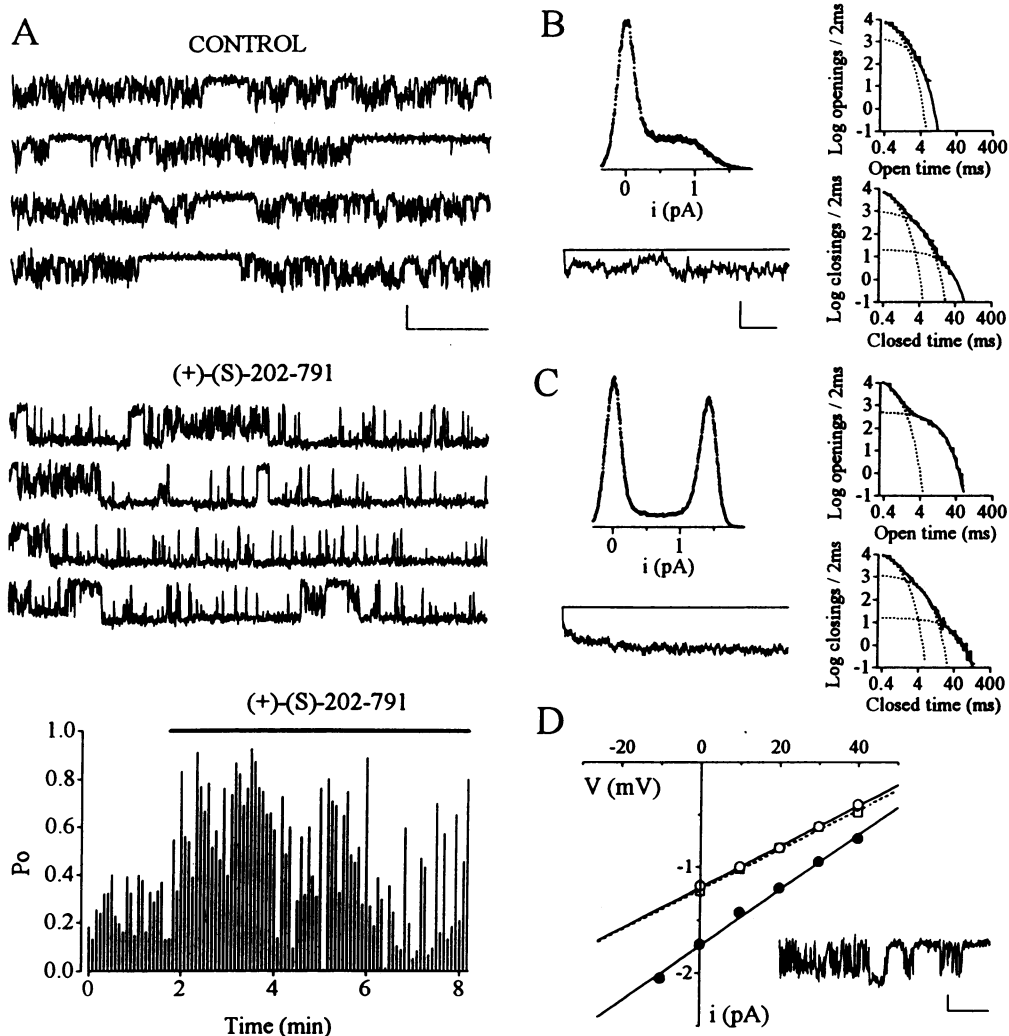 A
CONTROL
(+)-(S)-202-791
(+)-(S)-202-791
1.0
0.8
0.6
0.4
0.2
0.0
Po
0 2 4 6 8
Time (min)
B
0 1
i (pA)
Log openings / 2ms
4
3
2
1
0
-1
0.4 4 40 400
Open time (ms)
Log closings / 2ms
4
3
2
1
0
-1
0.4 4 40 400
Closed time (ms)
C
0 1
i (pA)
Log openings / 2ms
4
3
2
1
0
-1
0.4 4 40 400
Open time (ms)
Log closings / 2ms
4
3
2
1
0
-1
0.4 4 40 400
Closed time (ms)
D
-20 0 20 40
V (mV)
-1
-2
i (pA)